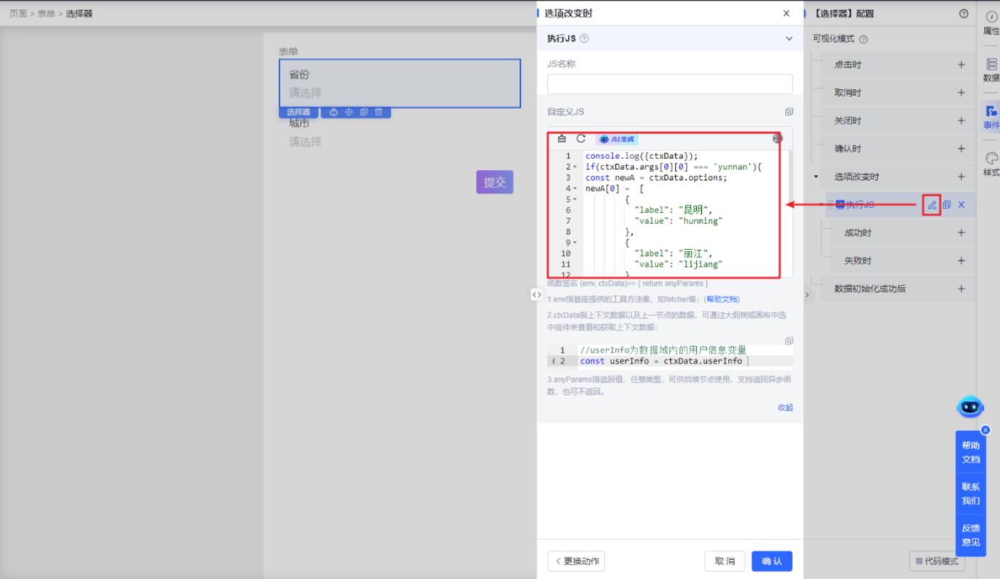 页面 > 表单 > 选择器
表单
省份
请选择
选择器
城市
请选择
提交
选项改变时
执行JS
JS名称
自定义JS
AI生成
1 console.log({ctxData});
2 if(ctxData.args[0][0] === 'yunnan'){
3 const newA = ctxData.options;
4 newA[0] = [
5 {
6 "label": "昆明",
7 "value": "hunming"
8 },
9 {
10 "label": "丽江",
11 "value": "lijiang"
12 }
函数签名 (env, ctxData)=> { return anyParams }
1.env指基座提供的工具方法集，如fetcher等；(帮助文档)
2.ctxData指上下文数据以及上一节点的数据，可通过大纲树或画布中选
中组件来查看和获取上下文数据；
1 //userInfo为数据域内的用户信息变量
i 2 const userInfo = ctxData.userInfo
3.anyParams指返回值，任意类型，可供后续节点使用，支持返回异步函
数，也可不返回。
收起
更换动作
取 消
确 认
【选择器】配置
可视化模式
点击时
取消时
关闭时
确认时
选项改变时
执行JS
成功时
失败时
数据初始化成功后
代码模式
属性
数据
事件
样式
帮助
文档
联系
我们
反馈
意见